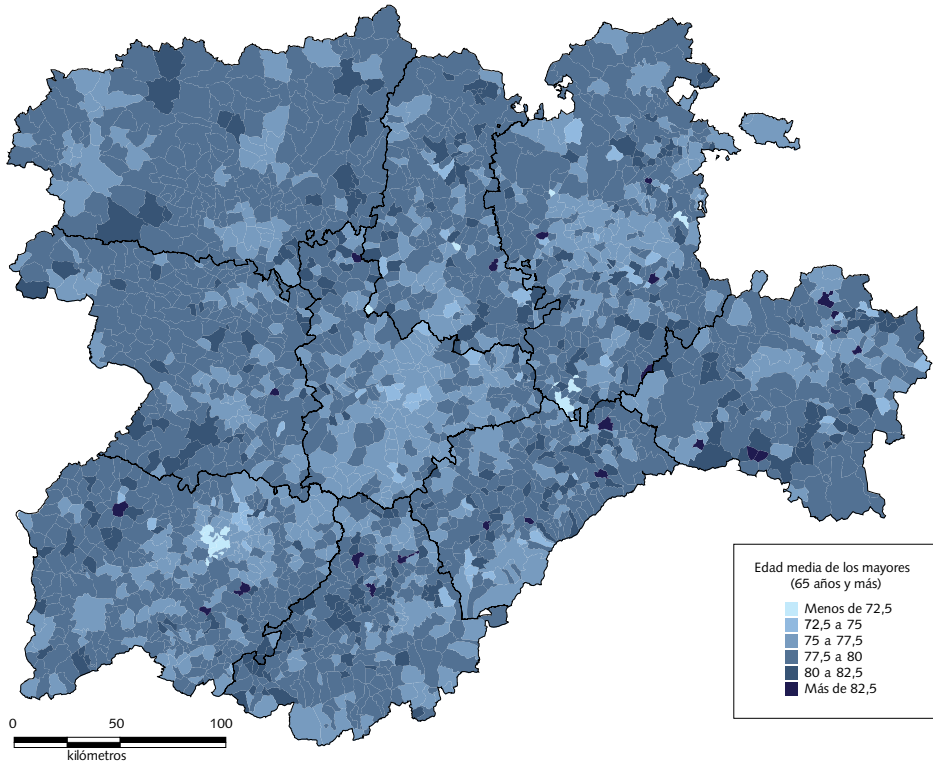 Edad media de los mayores
(65 años y más)
Menos de 72,5
72,5 a 75
75 a 77,5
77,5 a 80
80 a 82,5
Más de 82,5
0 50 100
kilómetros